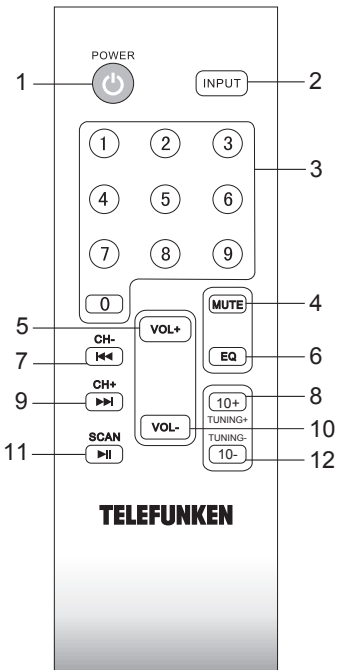 POWER
1
INPUT
2
1 2 3
3
4 5 6
7 8 9
0
MUTE
4
5
VOL+
CH-
7
EQ
6
CH+
9
10+
8
TUNING+
VOL-
10
SCAN
11
TUNING-
10-
12
TELEFUNKEN